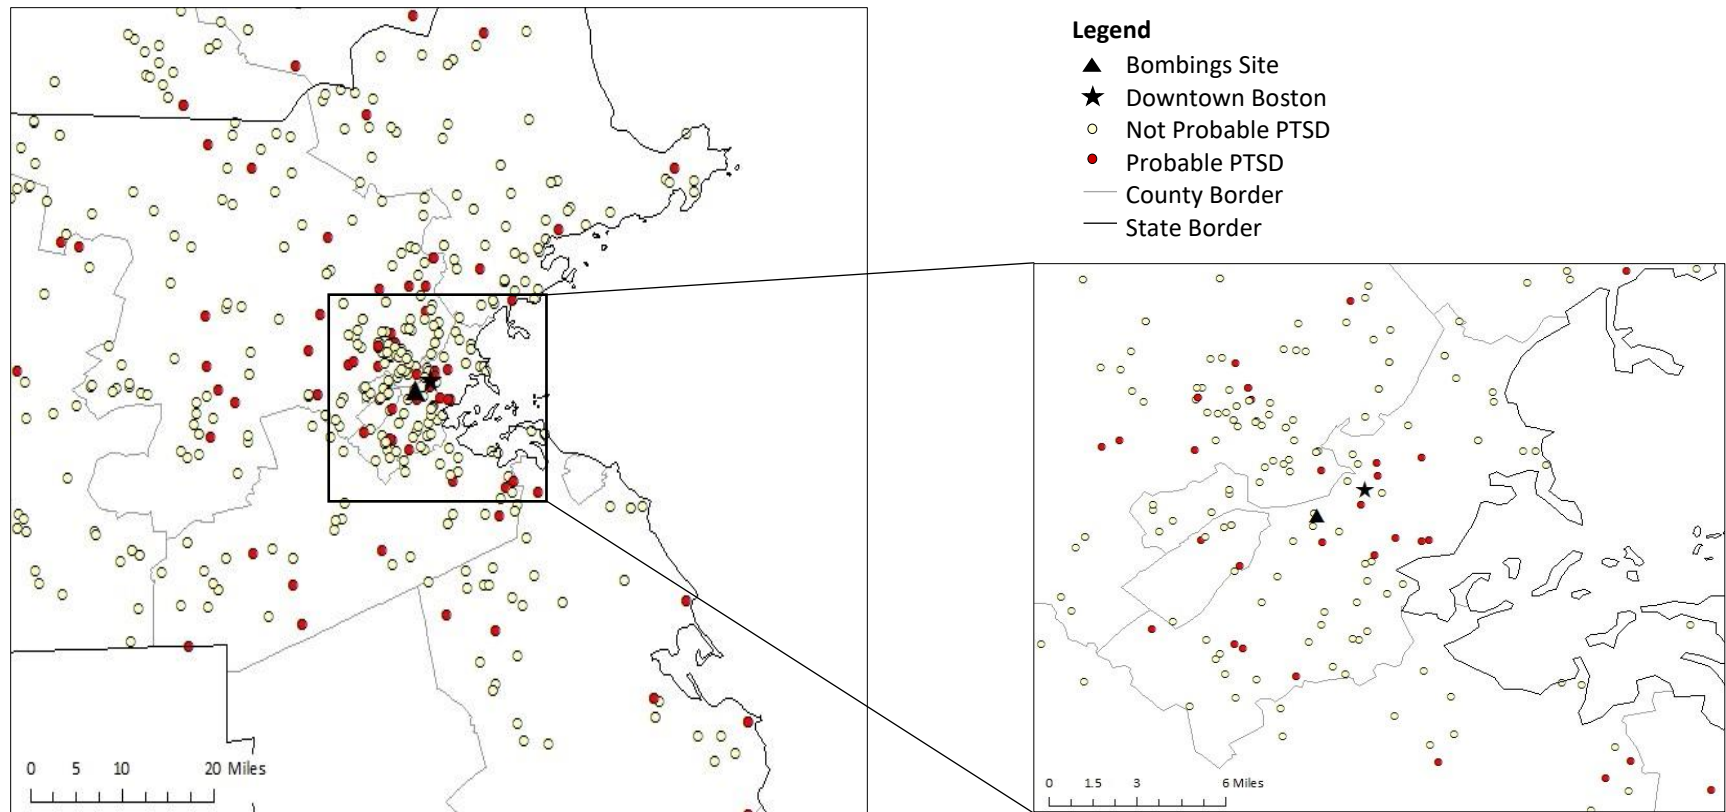 Legend
Bombings Site
Downtown Boston
Not Probable PTSD
Probable PTSD
County Border
State Border
0 5 10 20 Miles
0 1.5 3 6 Miles